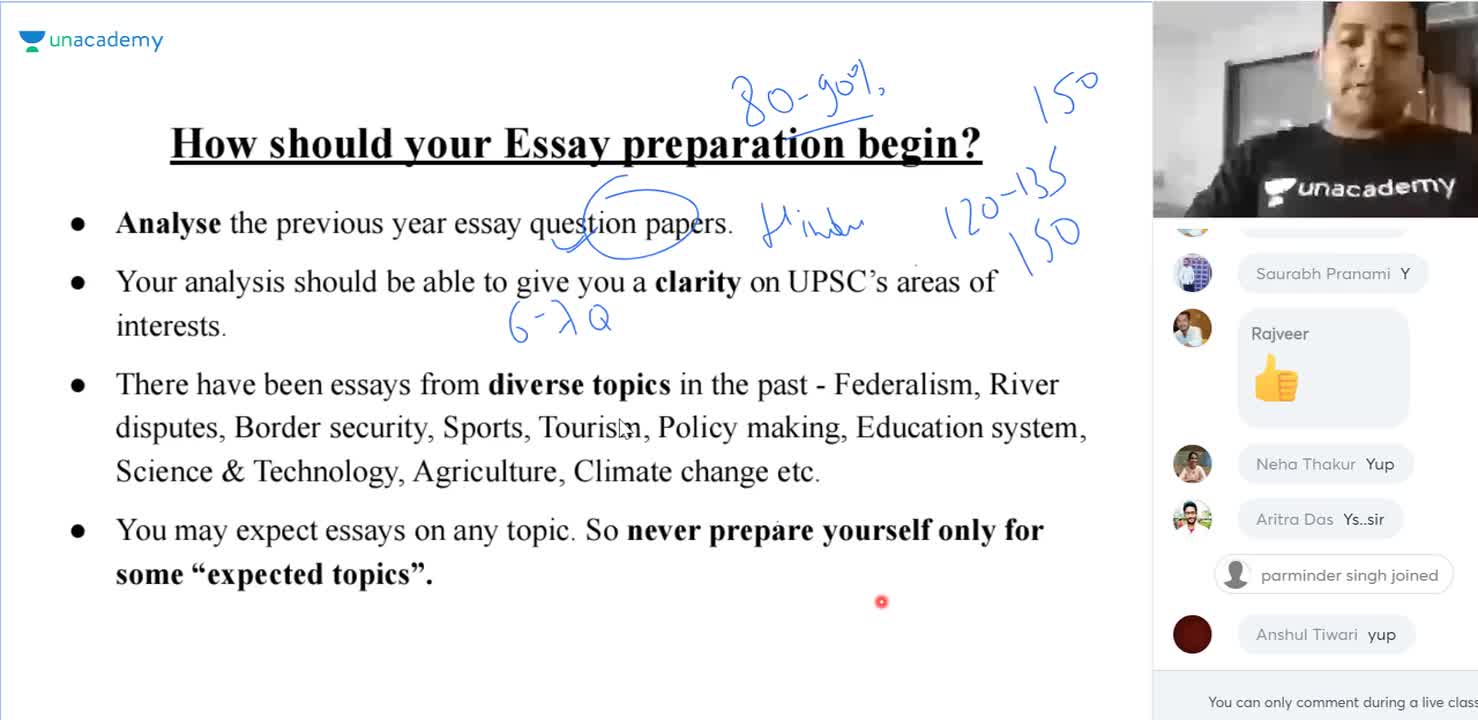 unacademy
80-90%
150
How should your Essay preparation begin?
120-135
● Analyse the previous year essay question papers.
Hindu
150
● Your analysis should be able to give you a clarity on UPSC’s areas of
interests.
● There have been essays from diverse topics in the past - Federalism, River
disputes, Border security, Sports, Tourism, Policy making, Education system,
Science & Technology, Agriculture, Climate change etc.
● You may expect essays on any topic. So never prepare yourself only for
some “expected topics”.
unacademy
Saurabh Pranami Y
Rajveer
Neha Thakur Yup
Aritra Das Ys..sir
parminder singh joined
Anshul Tiwari yup
You can only comment during a live class